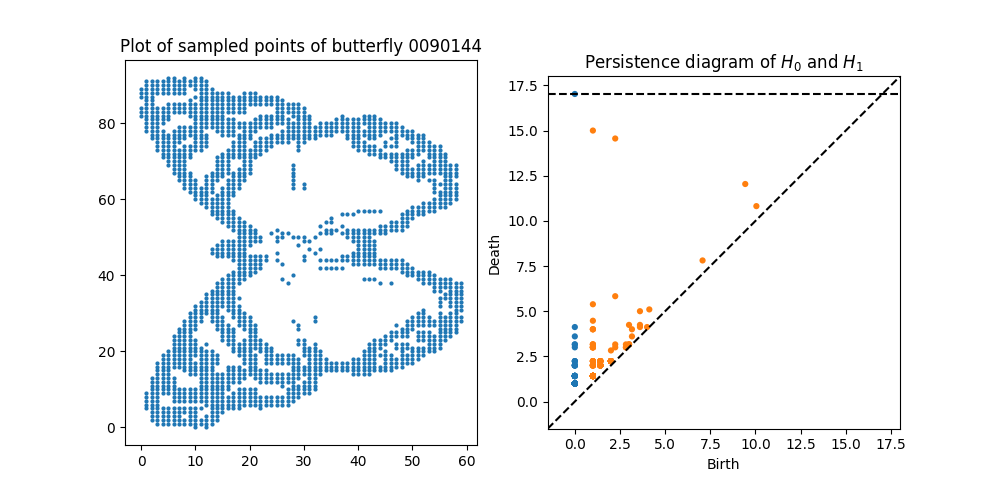 Plot of sampled points of butterfly 0090144
80
60
40
20
0
0 10 20 30 40 50 60
Persistence diagram of $H_0$ and $H_1$
17.5
15.0
12.5
10.0
7.5
5.0
2.5
0.0
Death
0.0 2.5 5.0 7.5 10.0 12.5 15.0 17.5
Birth